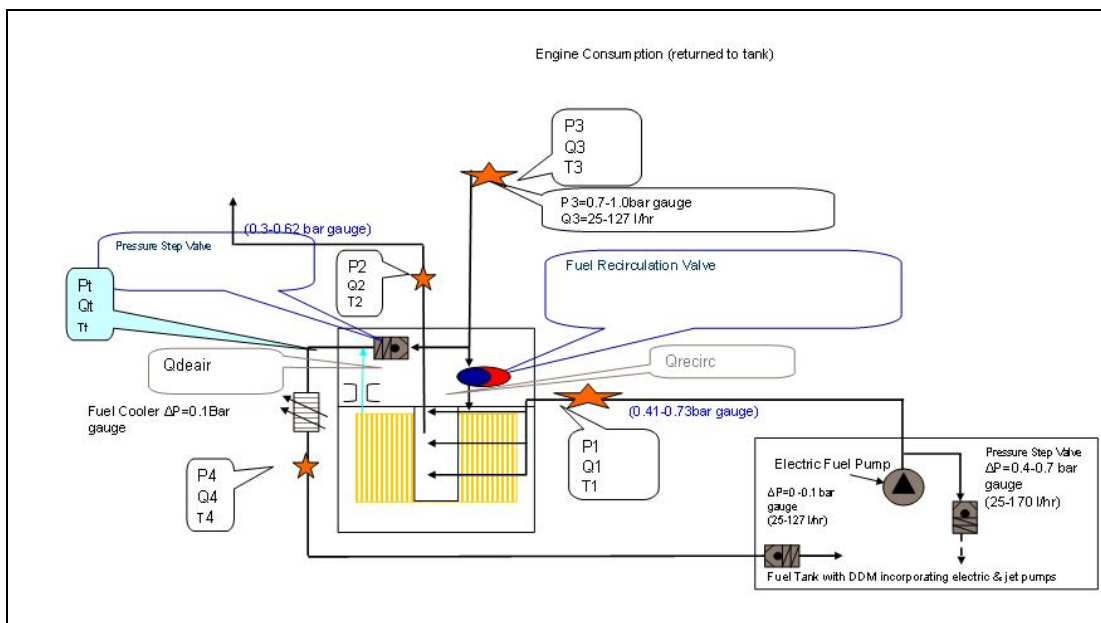 Engine Consumption (returned to tank)
P3
Q3
T3
P3=0.7-1.0bar gauge
Q3=25-127 l/hr
(0.3-0.62 bar gauge)
Pressure Step Valve
P2
Q2
T2
Fuel Recirculation Valve
Pt
Qt
Tt
Qdeair
Qrecirc
Fuel Cooler ΔP=0.1Bar
gauge
(0.41-0.73bar gauge)
P1
Q1
T1
P4
Q4
T4
Electric Fuel Pump
Pressure Step Valve
ΔP=0.4-0.7 bar
gauge
(25-170 l/hr)
ΔP=0 -0.1 bar
gauge
(25-127 l/hr)
Fuel Tank with DDM incorporating electric & jet pumps